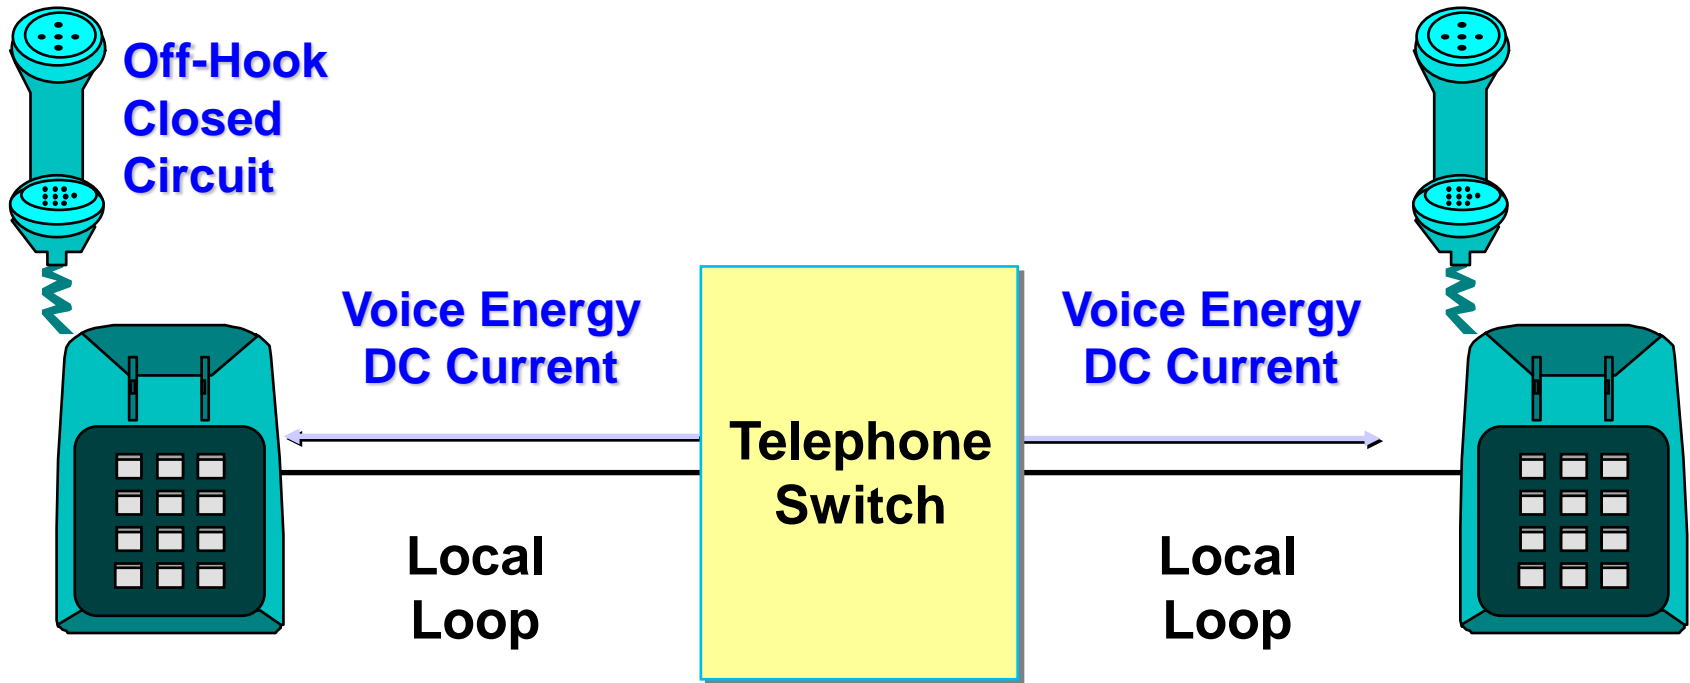 Off-Hook
Closed
Circuit
Voice Energy
DC Current
Voice Energy
DC Current
Telephone
Switch
Local
Loop
Local
Loop